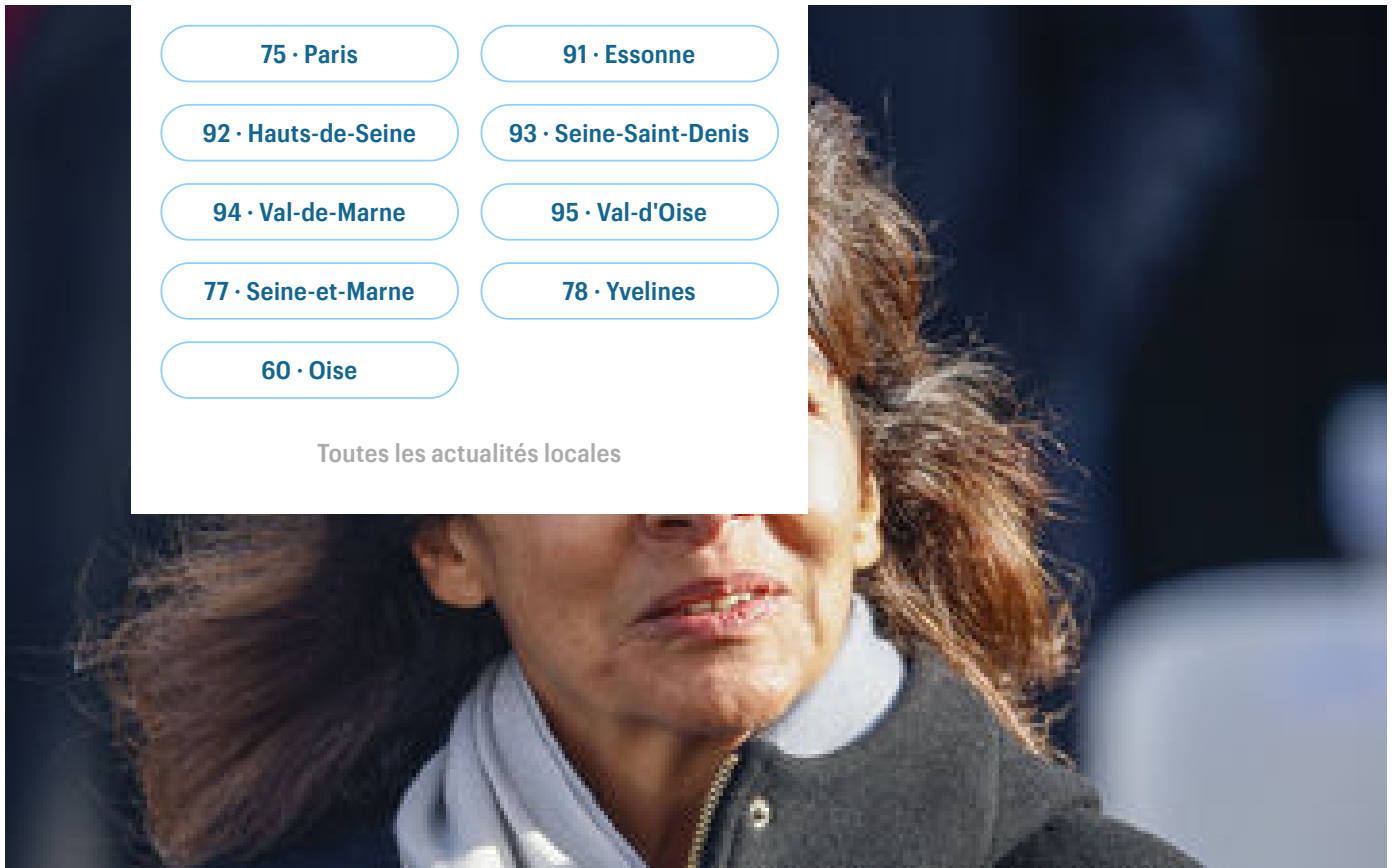 75 · Paris
91 · Essonne
92 · Hauts-de-Seine
93 · Seine-Saint-Denis
94 · Val-de-Marne
95 · Val-d'Oise
77 · Seine-et-Marne
78 · Yvelines
60 · Oise
Toutes les actualités locales